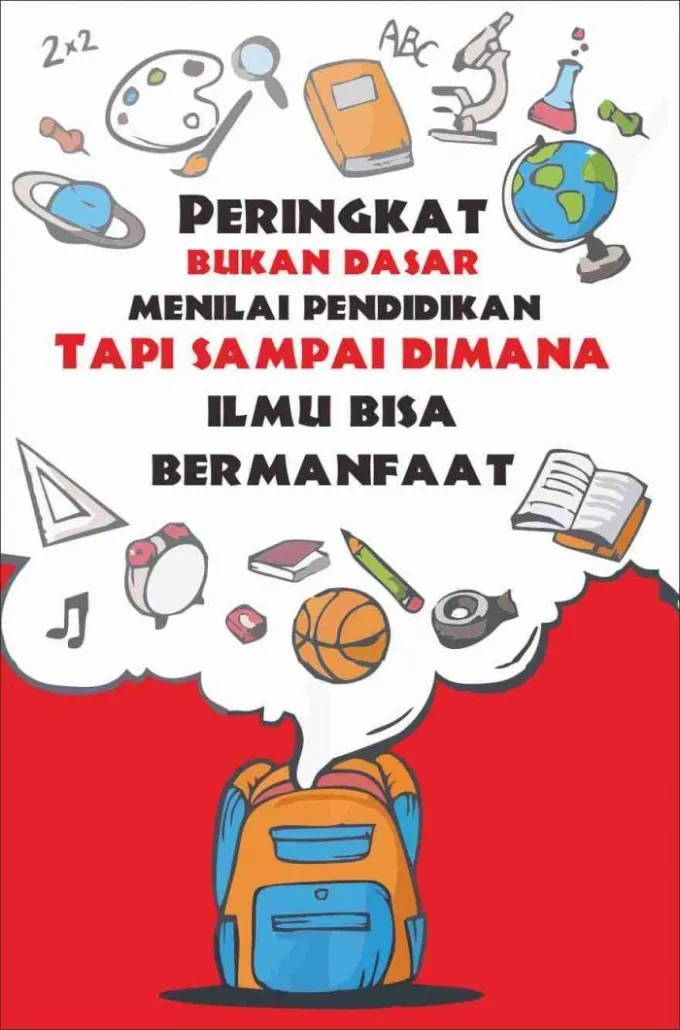 2x2
ABC
PERINGKAT
BUKAN DASAR
MENILAI PENDIDIKAN
TAPI SAMPAI DIMANA
ILMU BISA
BERMANFAAT